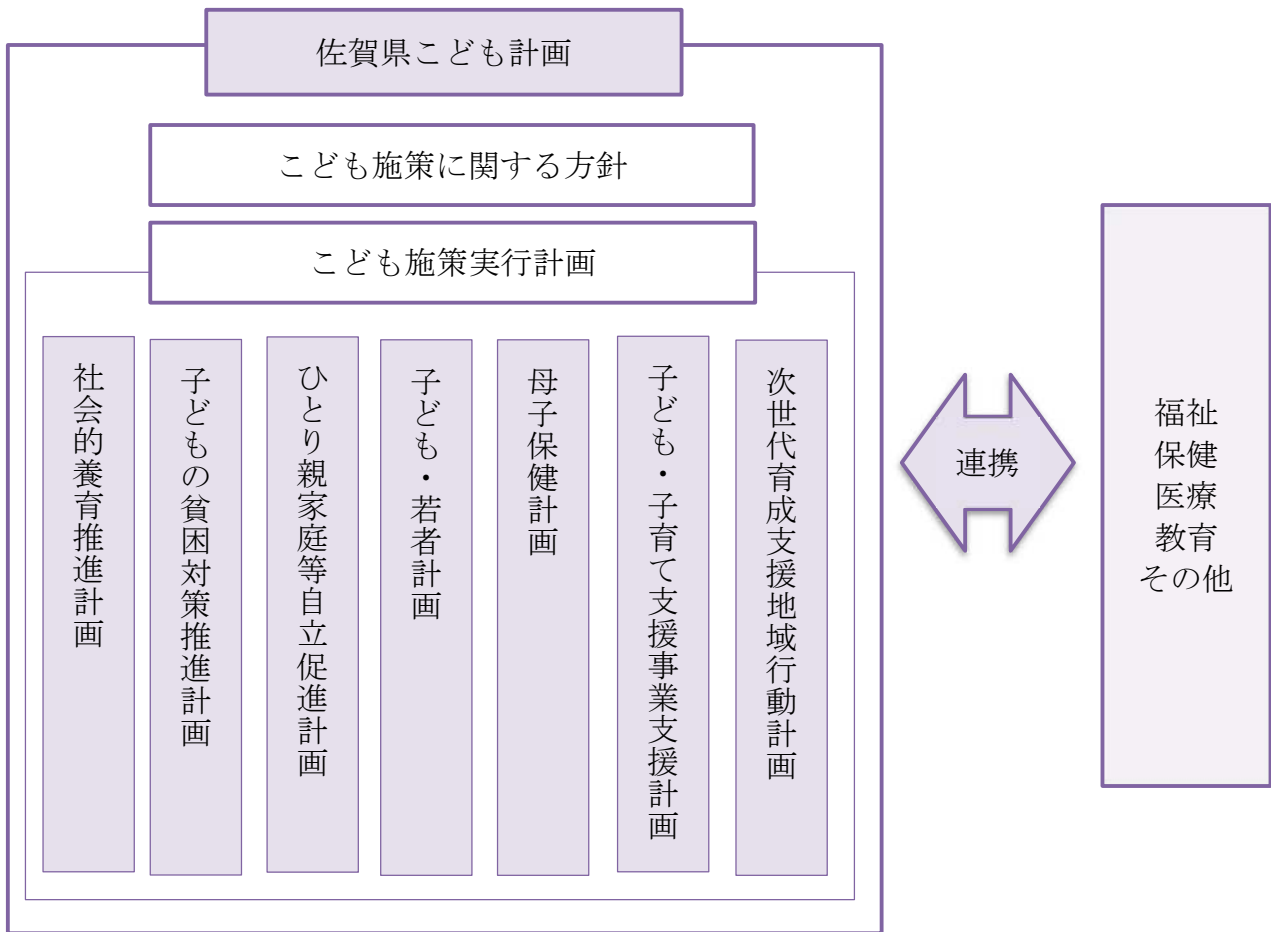 佐賀県こども計画
こども施策に関する方針
こども施策実行計画
社会的養育推進計画
子どもの貧困対策推進計画
ひとり親家庭等自立促進計画
子ども・若者計画
母子保健計画
子ども・子育て支援事業支援計画
次世代育成支援地域行動計画
連携
福祉
保健
医療
教育
その他